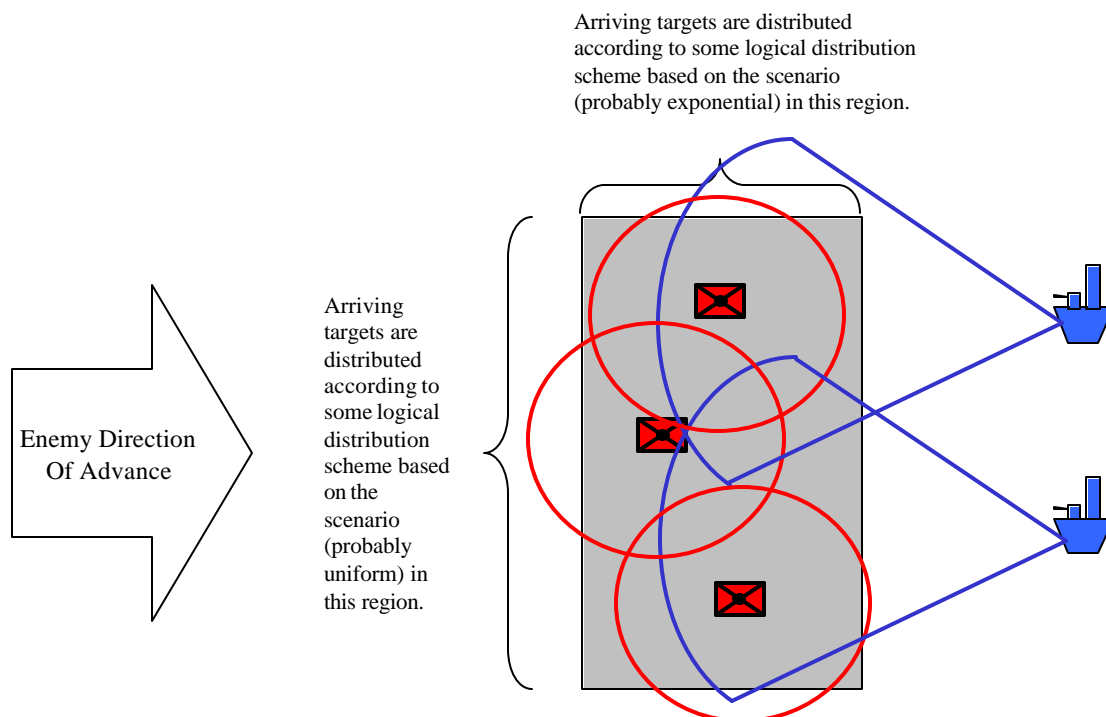 Arriving targets are distributed
according to some logical distribution
scheme based on the scenario
(probably exponential) in this region.
Arriving
targets are
distributed
according to
some logical
distribution
scheme based
on the
scenario
(probably
uniform) in
this region.
Enemy Direction
Of Advance